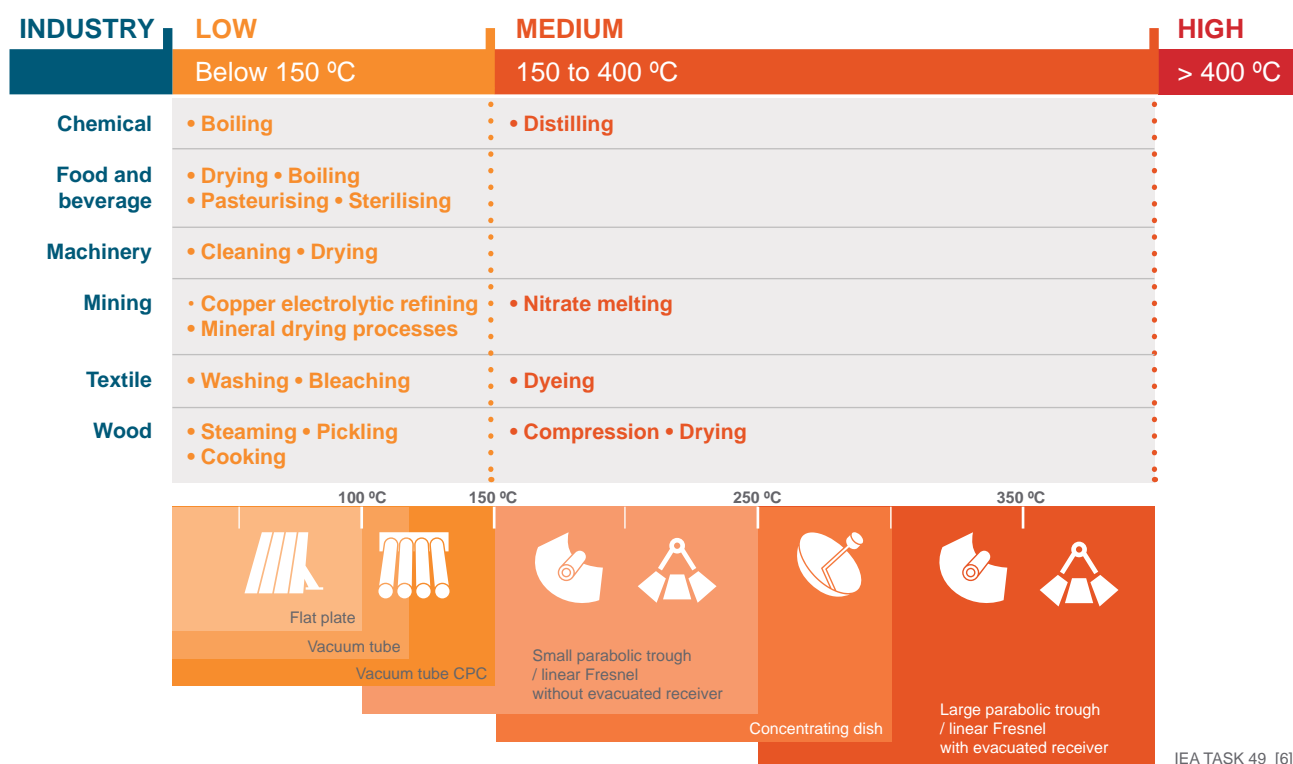 INDUSTRY LOW MEDIUM HIGH
Below 150 ºC 150 to 400 ºC > 400 ºC
Chemical • Boiling • Distilling
Food and
beverage
• Drying • Boiling
• Pasteurising • Sterilising
Machinery • Cleaning • Drying
Mining • Copper electrolytic refining • Nitrate melting
• Mineral drying processes
Textile • Washing • Bleaching • Dyeing
Wood • Steaming • Pickling • Compression • Drying
• Cooking
100 ºC 150 ºC 250 ºC 350 ºC
Flat plate
Vacuum tube
Vacuum tube CPC
Small parabolic trough
/ linear Fresnel
without evacuated receiver
Concentrating dish
Large parabolic trough
/ linear Fresnel
with evacuated receiver
IEA TASK 49 [6]